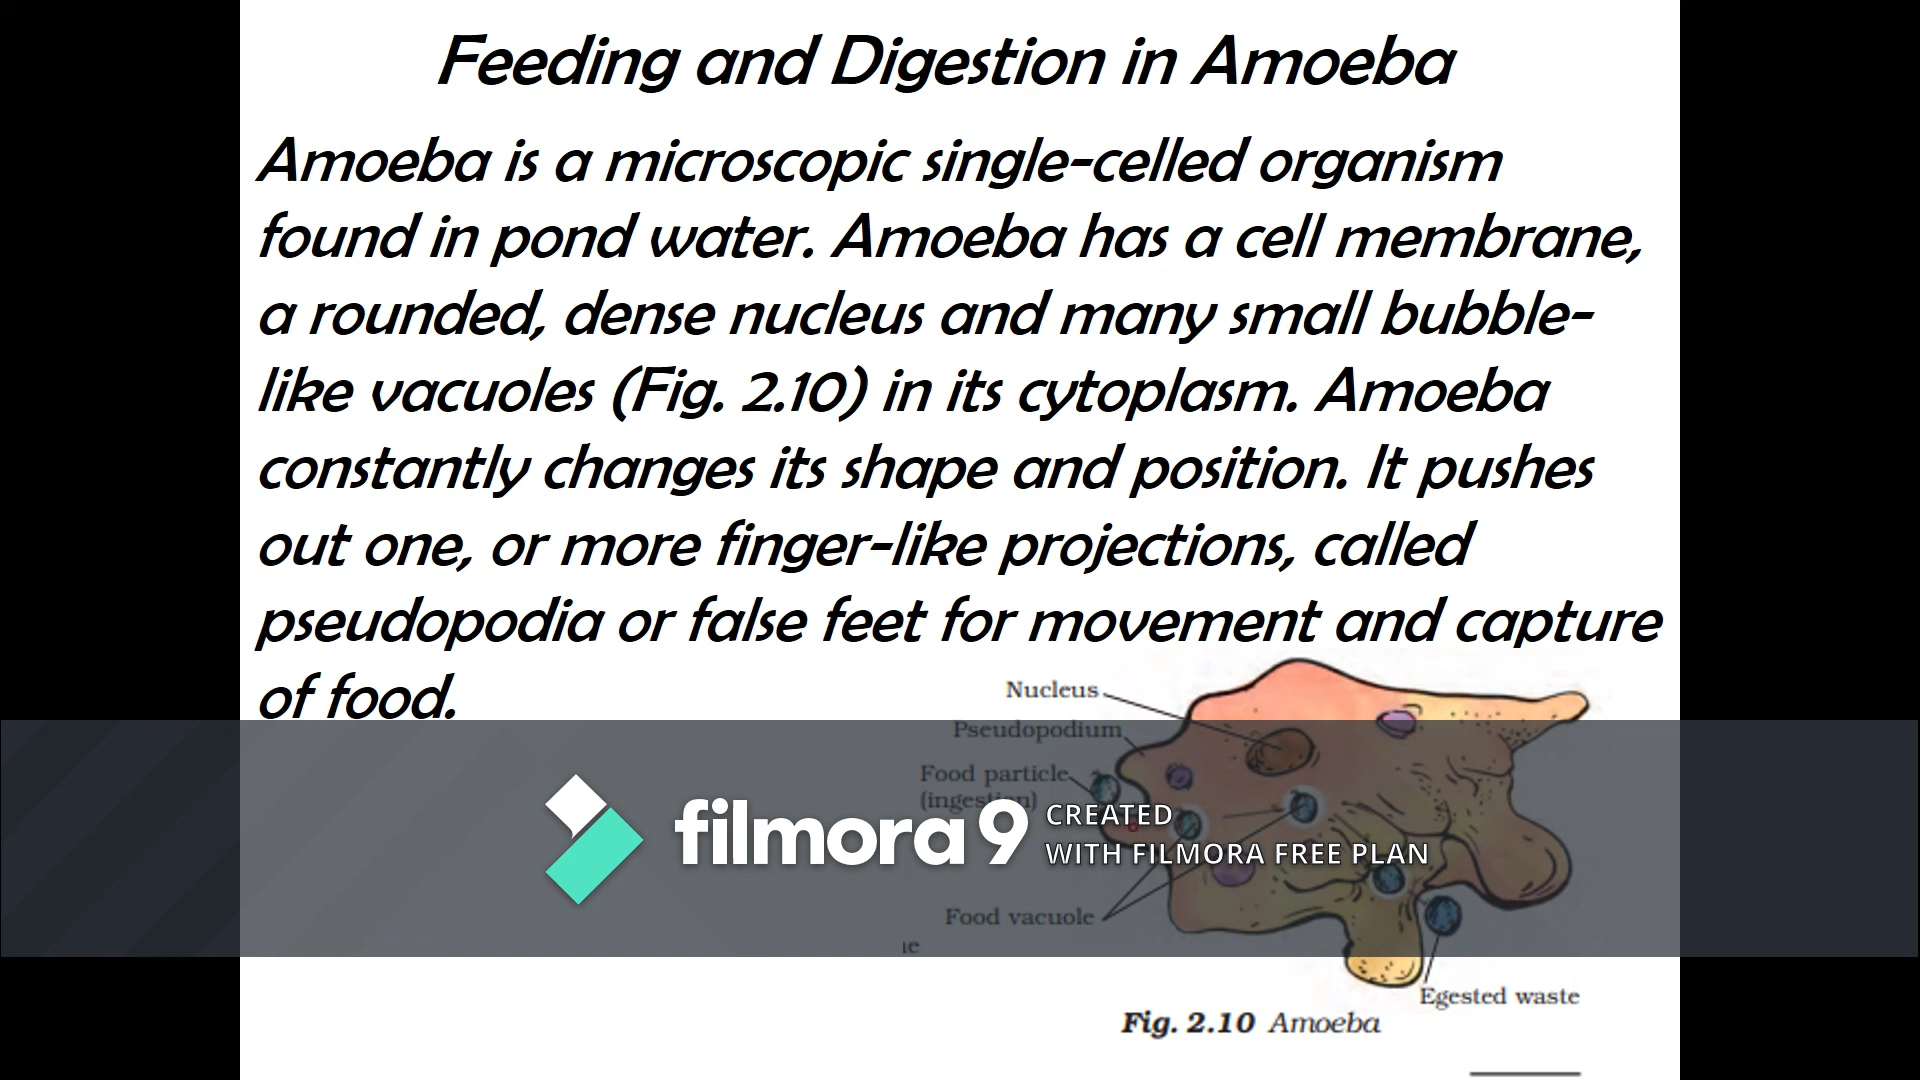 Feeding and Digestion in Amoeba
Amoeba is a microscopic single-celled organism
found in pond water. Amoeba has a cell membrane,
a rounded, dense nucleus and many small bubble-
like vacuoles (Fig. 2.10) in its cytoplasm. Amoeba
constantly changes its shape and position. It pushes
out one, or more finger-like projections, called
pseudopodia or false feet for movement and capture
of food.
Nucleus
Pseudopodium
Food particle
(ingestion)
filmora 9
CREATED
WITH FILMORA FREE PLAN
Food vacuole
Egested waste
Fig. 2.10 Amoeba